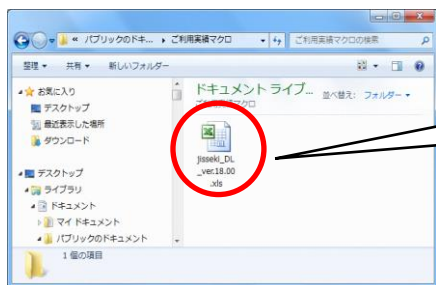 « パブリックのドキ... ▸ ご利用実績マクロ
ご利用実績マクロの検索
整理 ▾ 共有 ▾ 新しいフォルダー
お気に入り
デスクトップ
最近表示した場所
ダウンロード
デスクトップ
ライブラリ
ドキュメント
マイ ドキュメント
パブリックのドキュメント
ドキュメント ライブ...
ご利用実績マクロ
並べ替え: フォルダー ▾
jisseki_DL
_ver.18.00
.xls
1 個の項目